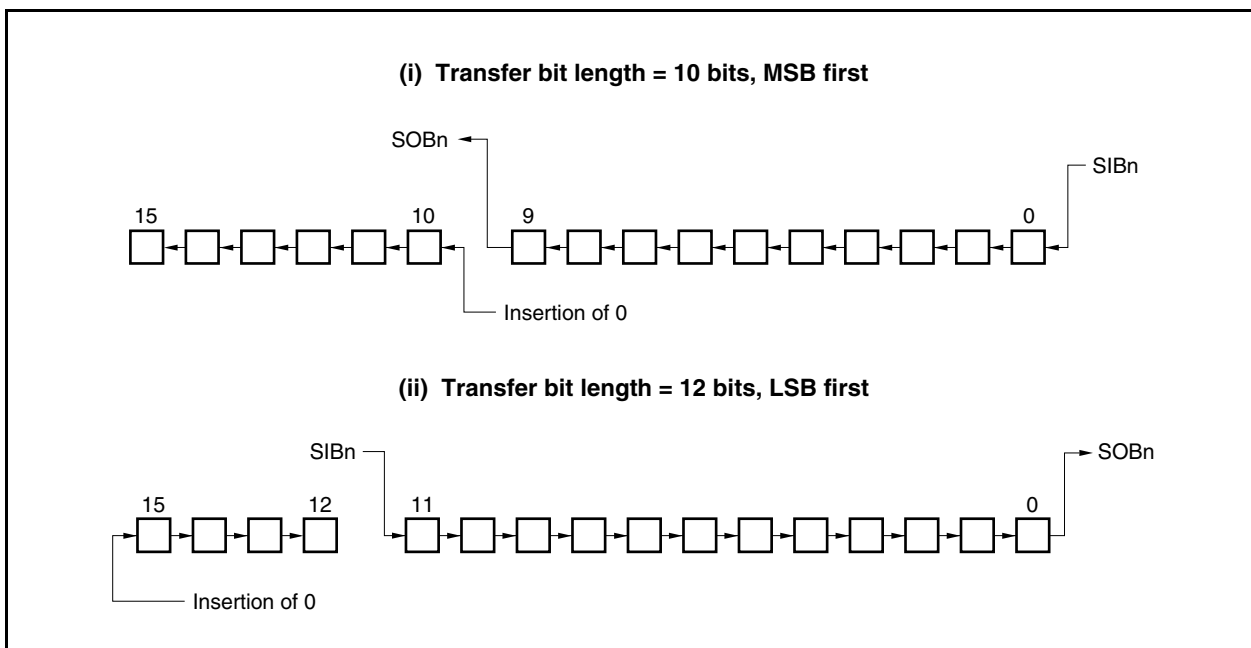 (i) Transfer bit length = 10 bits, MSB first
SOBn
SIBn
15
10
9
0
Insertion of 0
(ii) Transfer bit length = 12 bits, LSB first
SIBn
SOBn
15
12
11
0
Insertion of 0